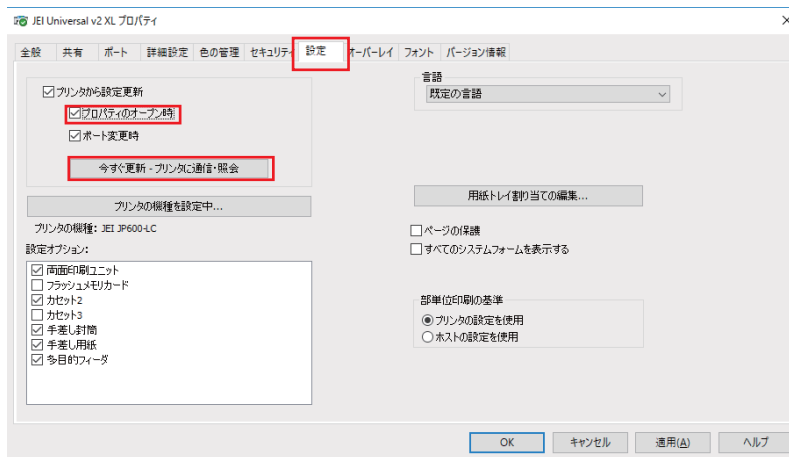 JEI Universal v2 XL プロパティ
全般 共有 ポート 詳細設定 色の管理 セキュリティ 設定 オーバーレイ フォント バージョン情報
プリンタから設定更新
プロパティのオープン時
ポート変更時
今すぐ更新 - プリンタに通信・照会
言語
既定の言語
プリンタの機種を設定中...
用紙トレイ割り当ての編集...
プリンタの機種: JEI JP600-LC
ページの保護
すべてのシステムフォームを表示する
設定オプション:
両面印刷ユニット
フラッシュメモリカード
カセット2
カセット3
手差し封筒
手差し用紙
多目的フィーダ
部単位印刷の基準
プリンタの設定を使用
ホストの設定を使用
OK キャンセル 適用(A) ヘルプ